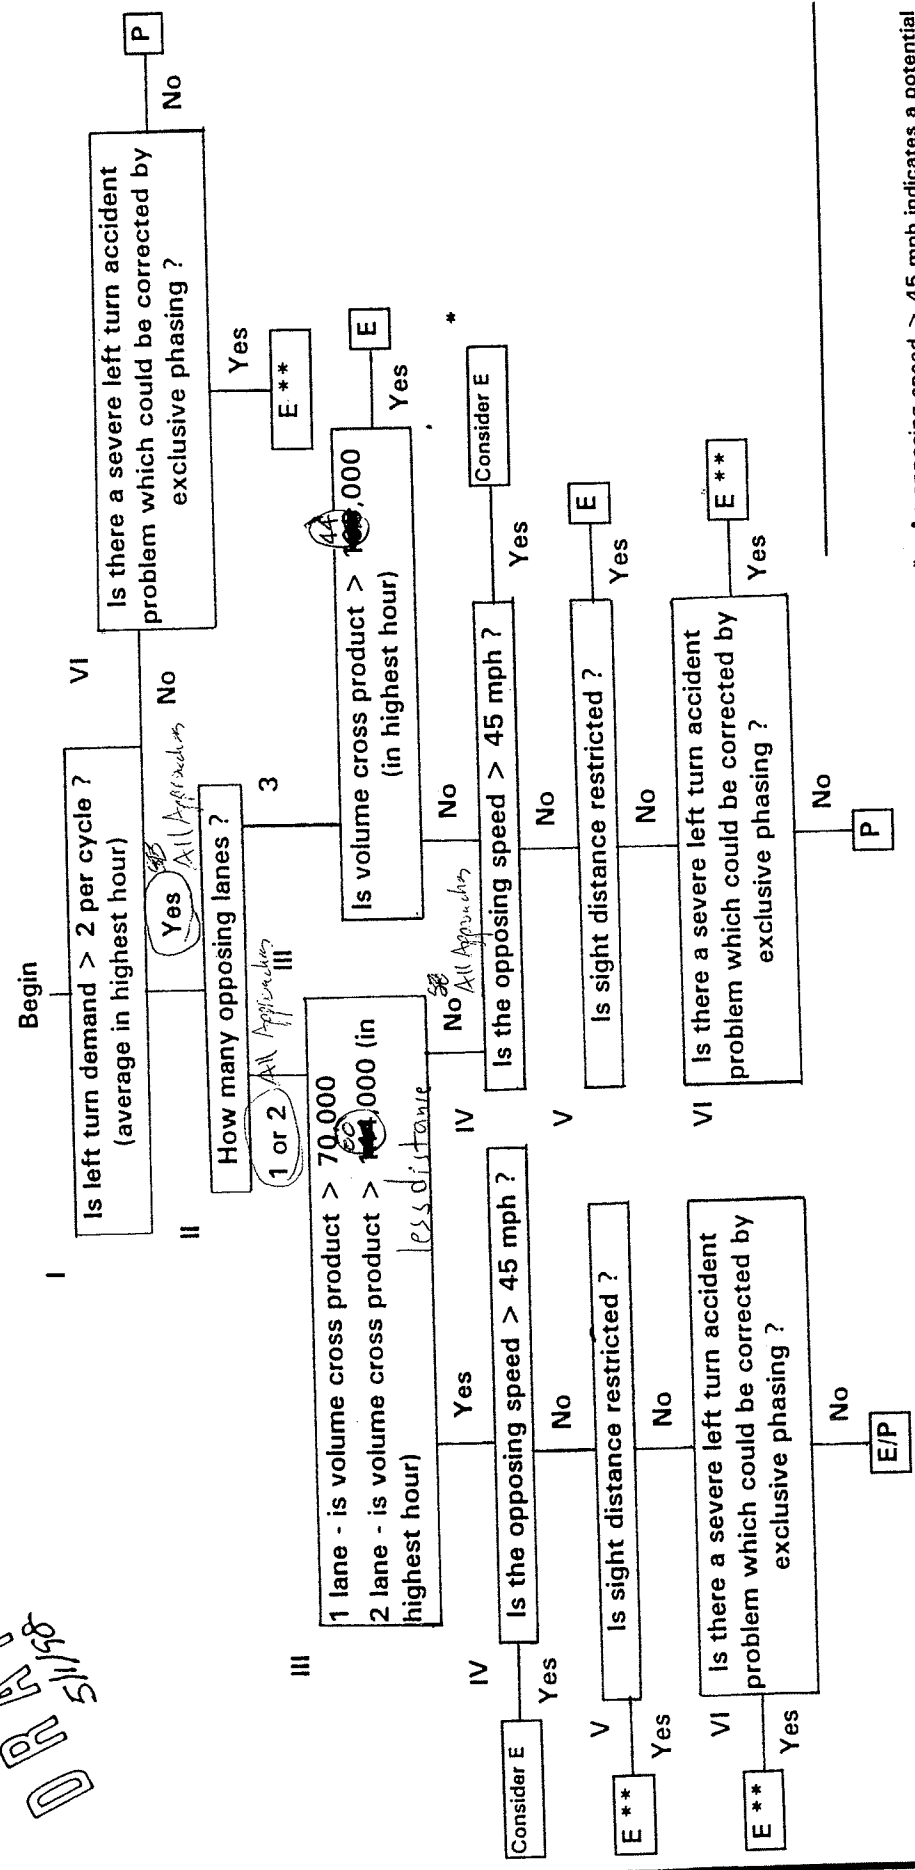 DRA
5/1/98
Begin
I
Is left turn demand > 2 per cycle ?
(average in highest hour)
Yes
All Approaches
No
VI
Is there a severe left turn accident
problem which could be corrected by
exclusive phasing ?
No
P
Yes
E **
II
How many opposing lanes ?
1 or 2
All Approaches
3
III
1 lane - is volume cross product > 70,000
2 lane - is volume cross product > ,000 (in
highest hour)
less distance
III
Is volume cross product > 44,000
(in highest hour)
Yes
E
Yes
No
All Approaches
No
IV
Is the opposing speed > 45 mph ?
Yes
Consider E
No
IV
Is the opposing speed > 45 mph ?
Yes
Consider E
*
No
V
Is sight distance restricted ?
Yes
E **
No
V
Is sight distance restricted ?
Yes
E
No
VI
Is there a severe left turn accident
problem which could be corrected by
exclusive phasing ?
Yes
E **
No
E/P
VI
Is there a severe left turn accident
problem which could be corrected by
exclusive phasing ?
Yes
E **
No
P
opposing speed > 45 mph indicates a potential